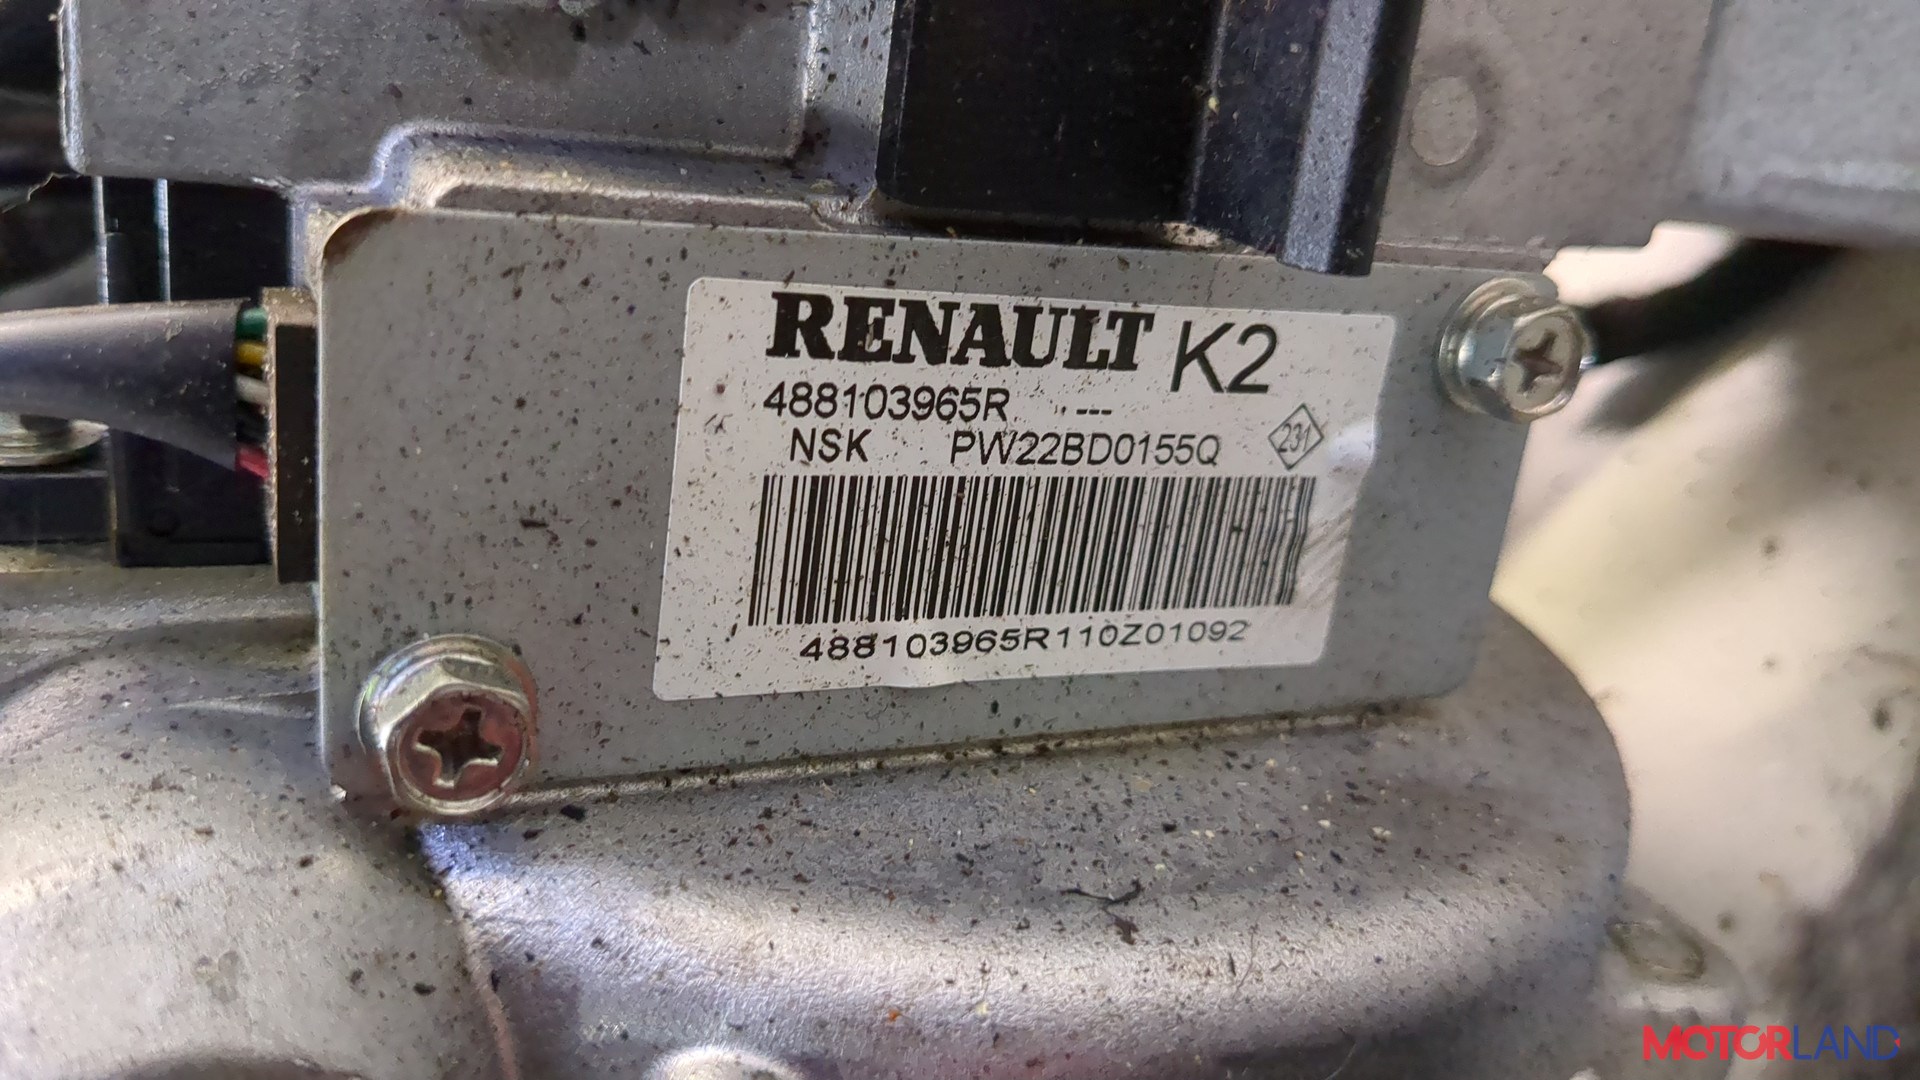 RENAULT K2
488103965R ---
NSK PW22BD0155Q 231
488103965R110Z01092
MOTORLAND